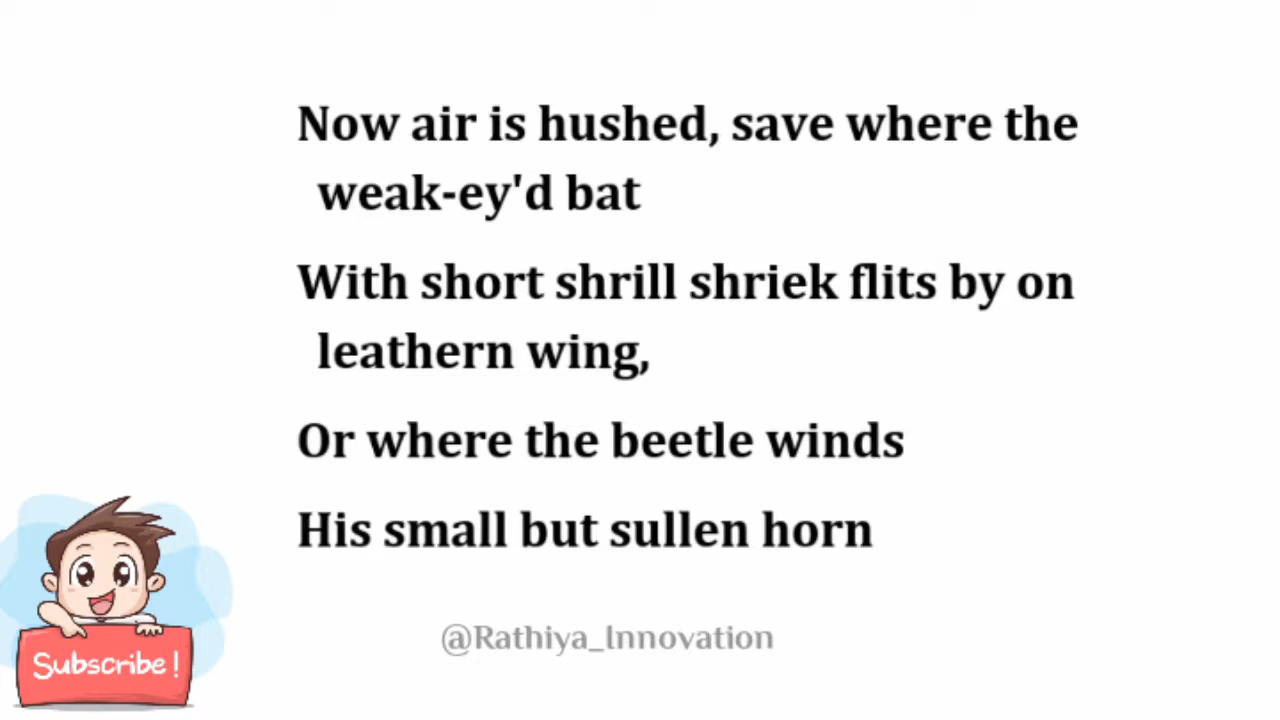 Now air is hushed, save where the
weak-ey'd bat
With short shrill shriek flits by on
leathern wing,
Or where the beetle winds
His small but sullen horn
@Rathiya_Innovation
Subscribe!